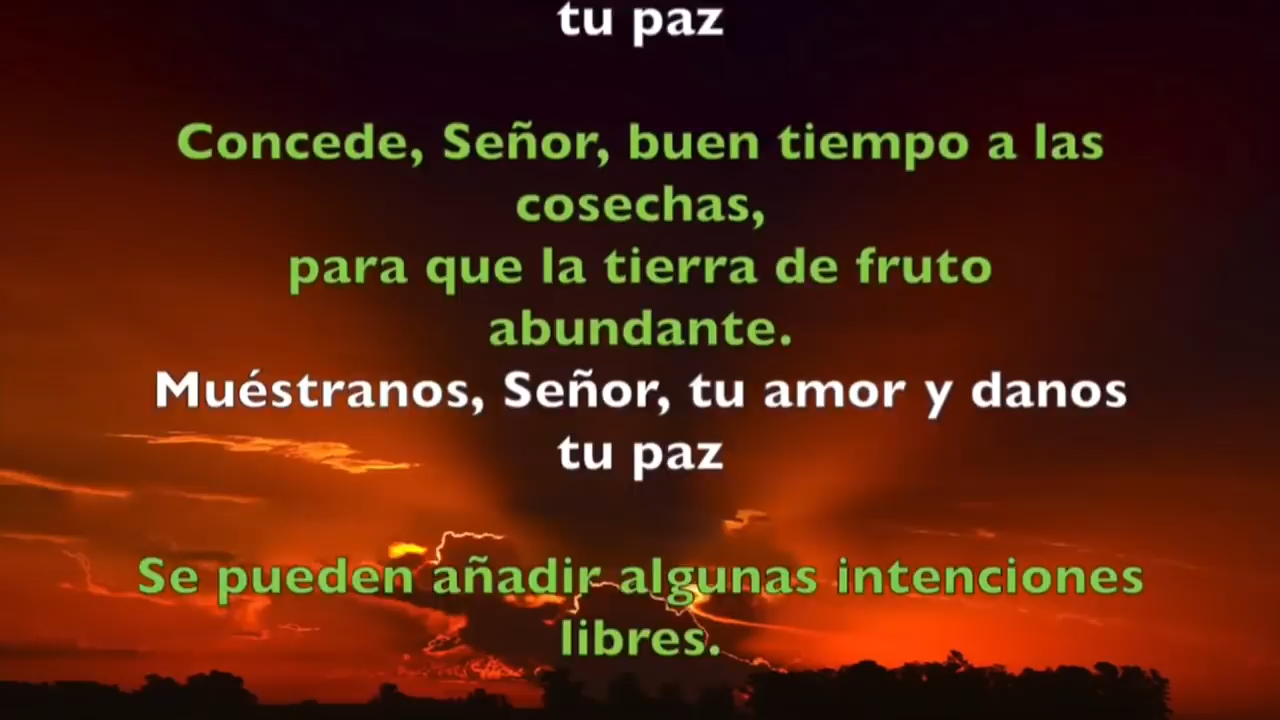 tu paz
Concede, Señor, buen tiempo a las
cosechas,
para que la tierra de fruto
abundante.
Muéstranos, Señor, tu amor y danos
tu paz
Se pueden añadir algunas intenciones
libres.